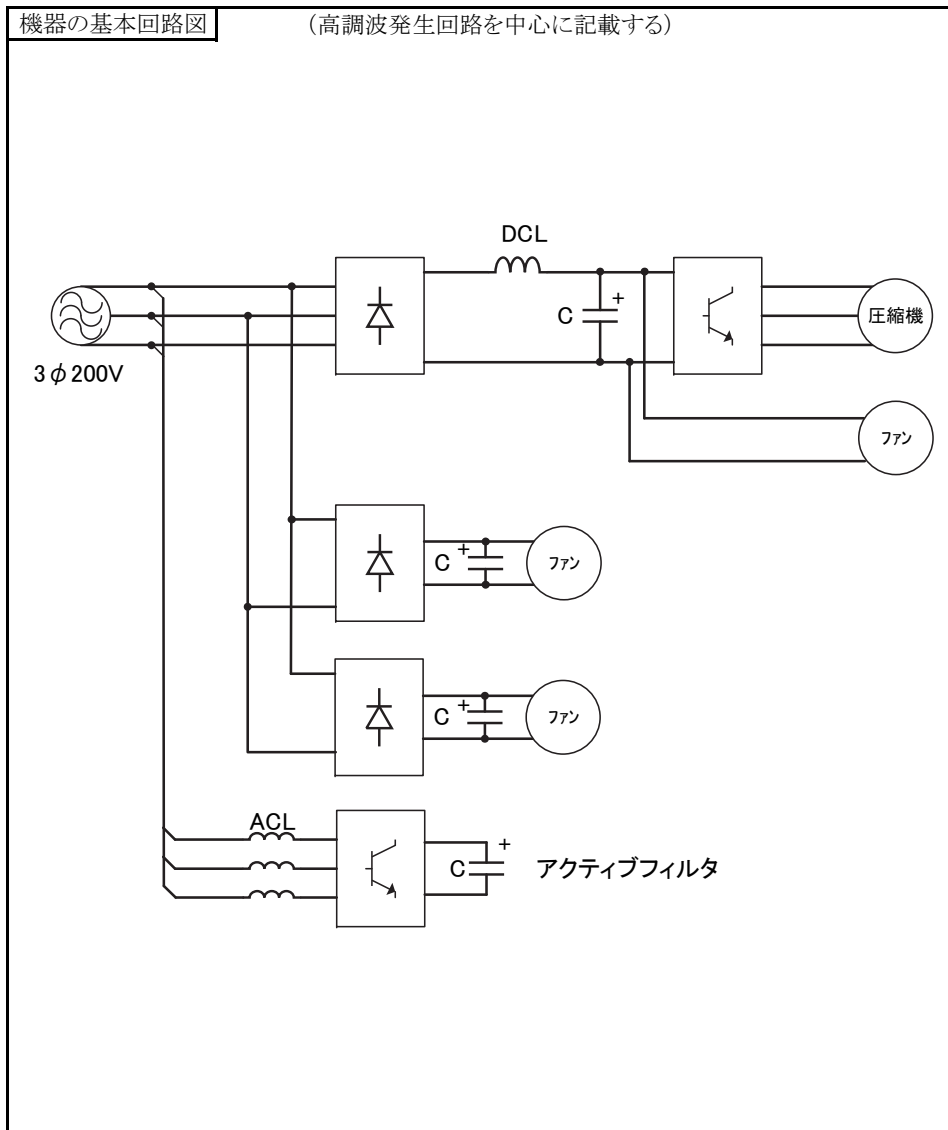 機器の基本回路図 (高調波発生回路を中心に記載する)
DCL
+
C
圧縮機
3φ200V
ファン
+
C
ファン
+
C
ファン
ACL
+
C
アクティブフィルタ